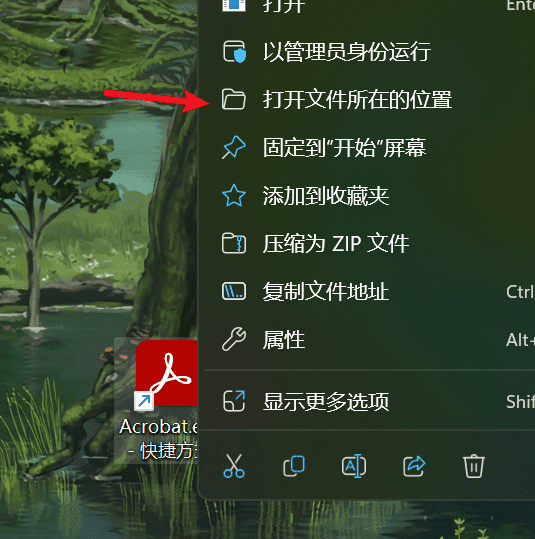 打开
Ente
以管理员身份运行
打开文件所在的位置
固定到"开始"屏幕
添加到收藏夹
压缩为 ZIP 文件
复制文件地址
Ctrl
属性
Alt+
显示更多选项
Shif
Acrobat.e
- 快捷方式